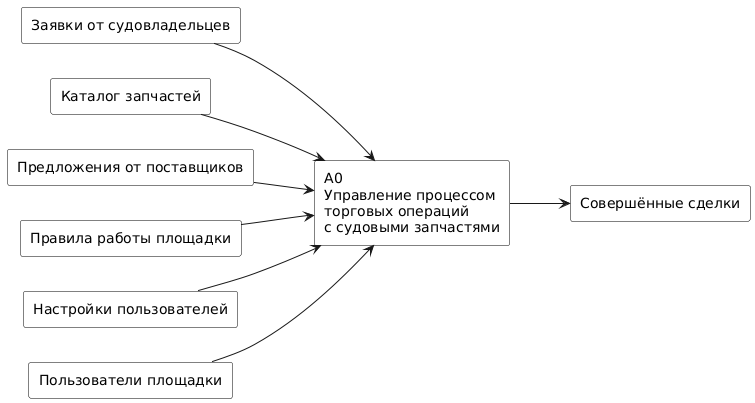 Заявки от судовладельцев
Каталог запчастей
Предложения от поставщиков
Правила работы площадки
Настройки пользователей
Пользователи площадки
A0
Управление процессом
торговых операций
с судовыми запчастями
Совершённые сделки